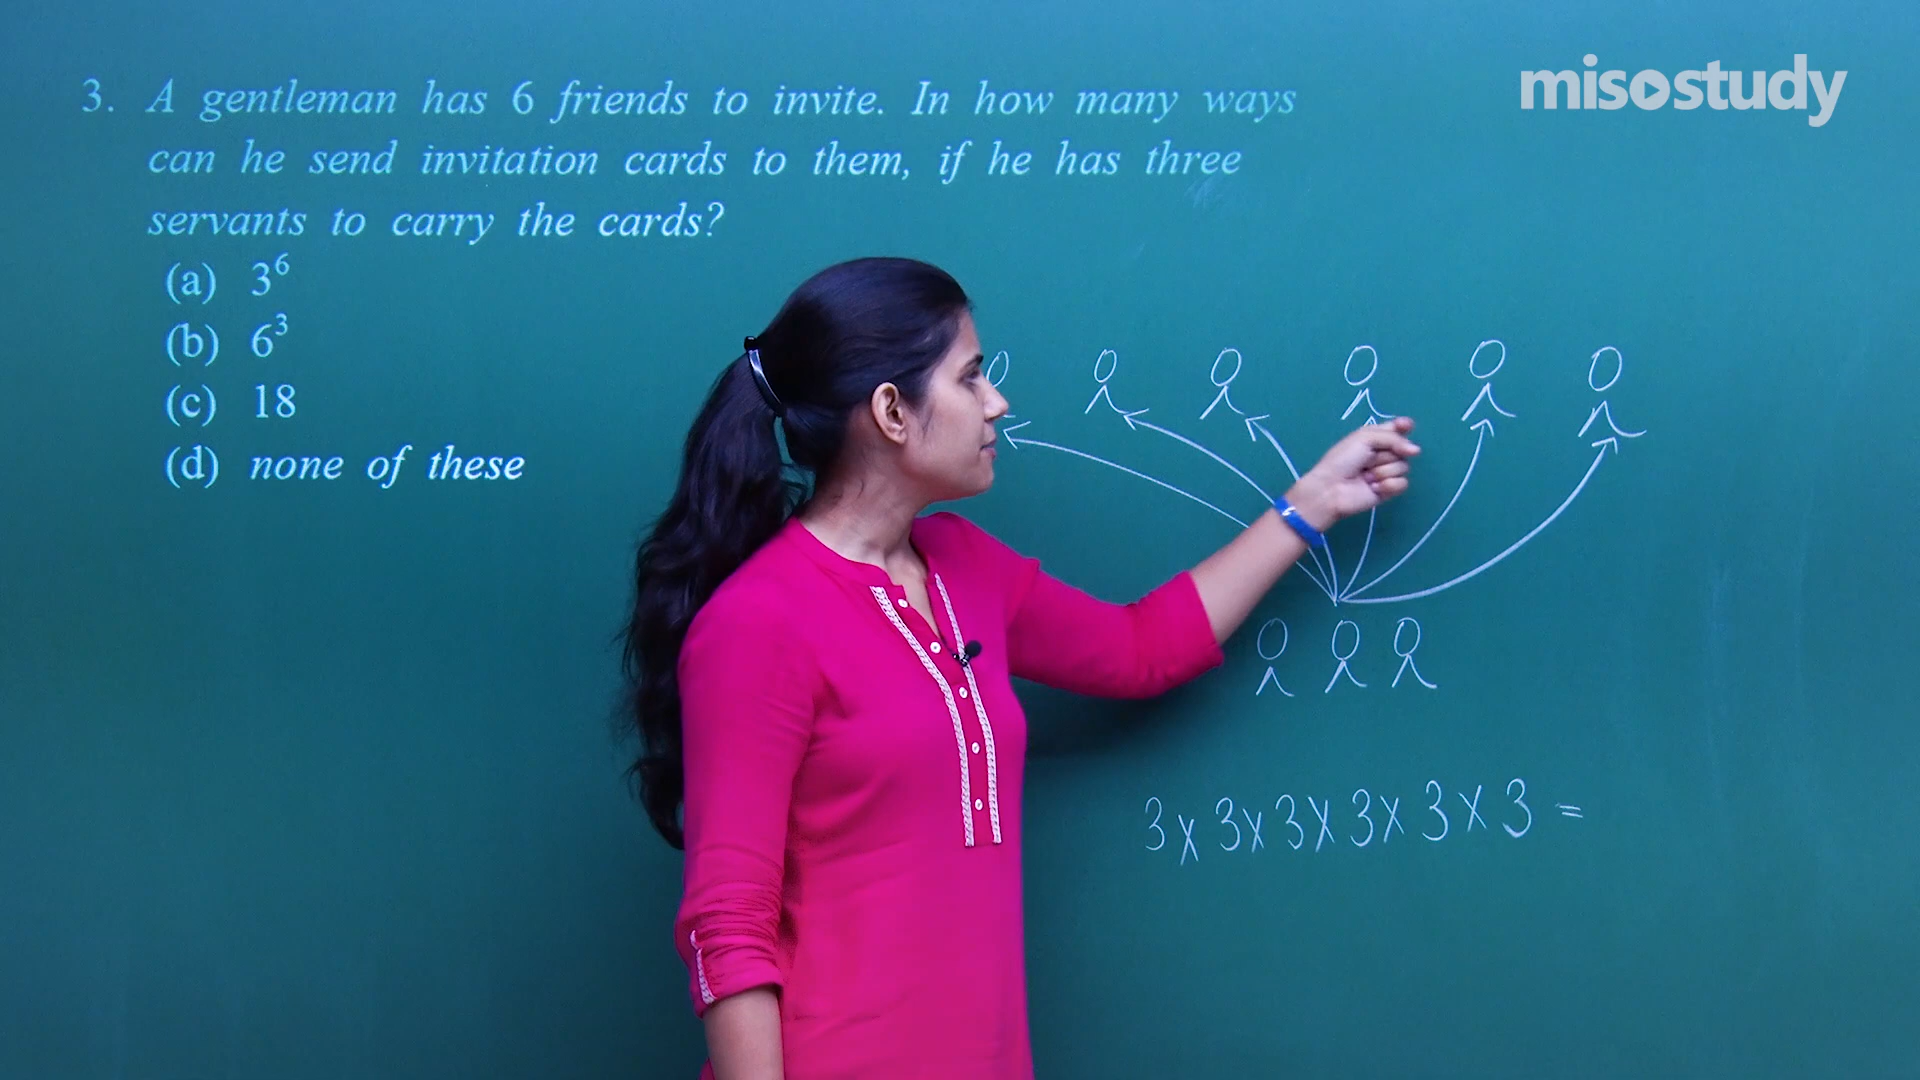 misostudy
3. A gentleman has 6 friends to invite. In how many ways
can he send invitation cards to them, if he has three
servants to carry the cards?
(a) 3⁶
(b) 6³
(c) 18
(d) none of these
3 x 3 x 3 x 3 x 3 x 3 =